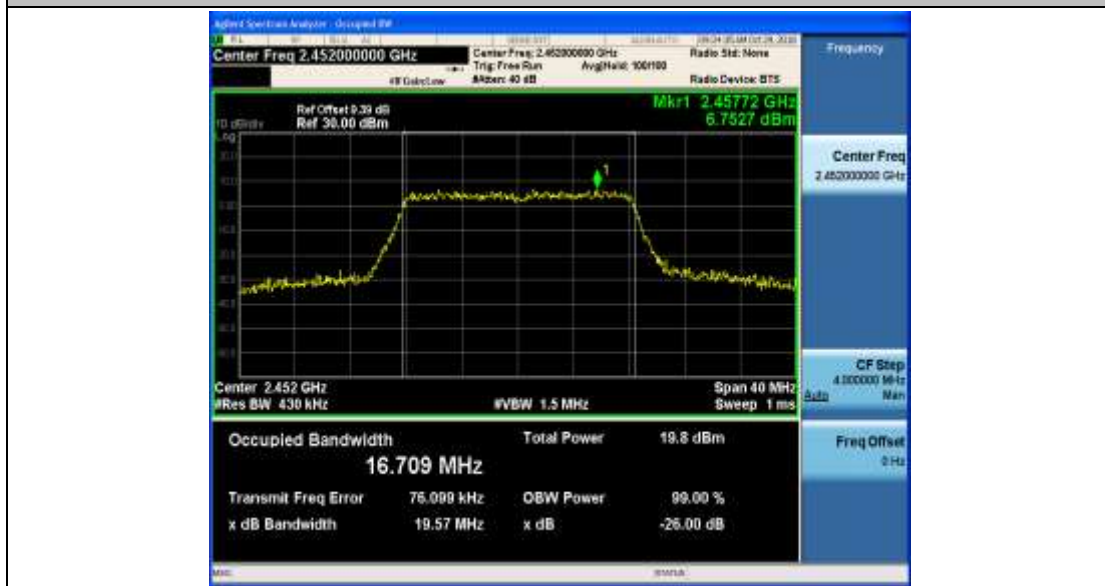 Agilent Spectrum Analyzer - Occupied BW
Center Freq 2.452000000 GHz
Center Freq: 2.452000000 GHz
Radio Std: None
Trig: Free Run
Avg|Hold: 100/100
#IFGain:Low
#Atten: 40 dB
Radio Device: BTS
Frequency
Ref Offset 9.39 dB
Mkr1 2.45772 GHz
10 dB/div
Ref 30.00 dBm
6.7527 dBm
Log
1
Center Freq
2.452000000 GHz
Center 2.452 GHz
Span 40 MHz
#Res BW 430 kHz
#VBW 1.5 MHz
Sweep 1 ms
CF Step
4.000000 MHz
Auto
Man
Occupied Bandwidth
Total Power
19.8 dBm
16.709 MHz
Freq Offset
0 Hz
Transmit Freq Error
76.099 kHz
OBW Power
99.00 %
x dB Bandwidth
19.57 MHz
x dB
-26.00 dB
MSG
STATUS